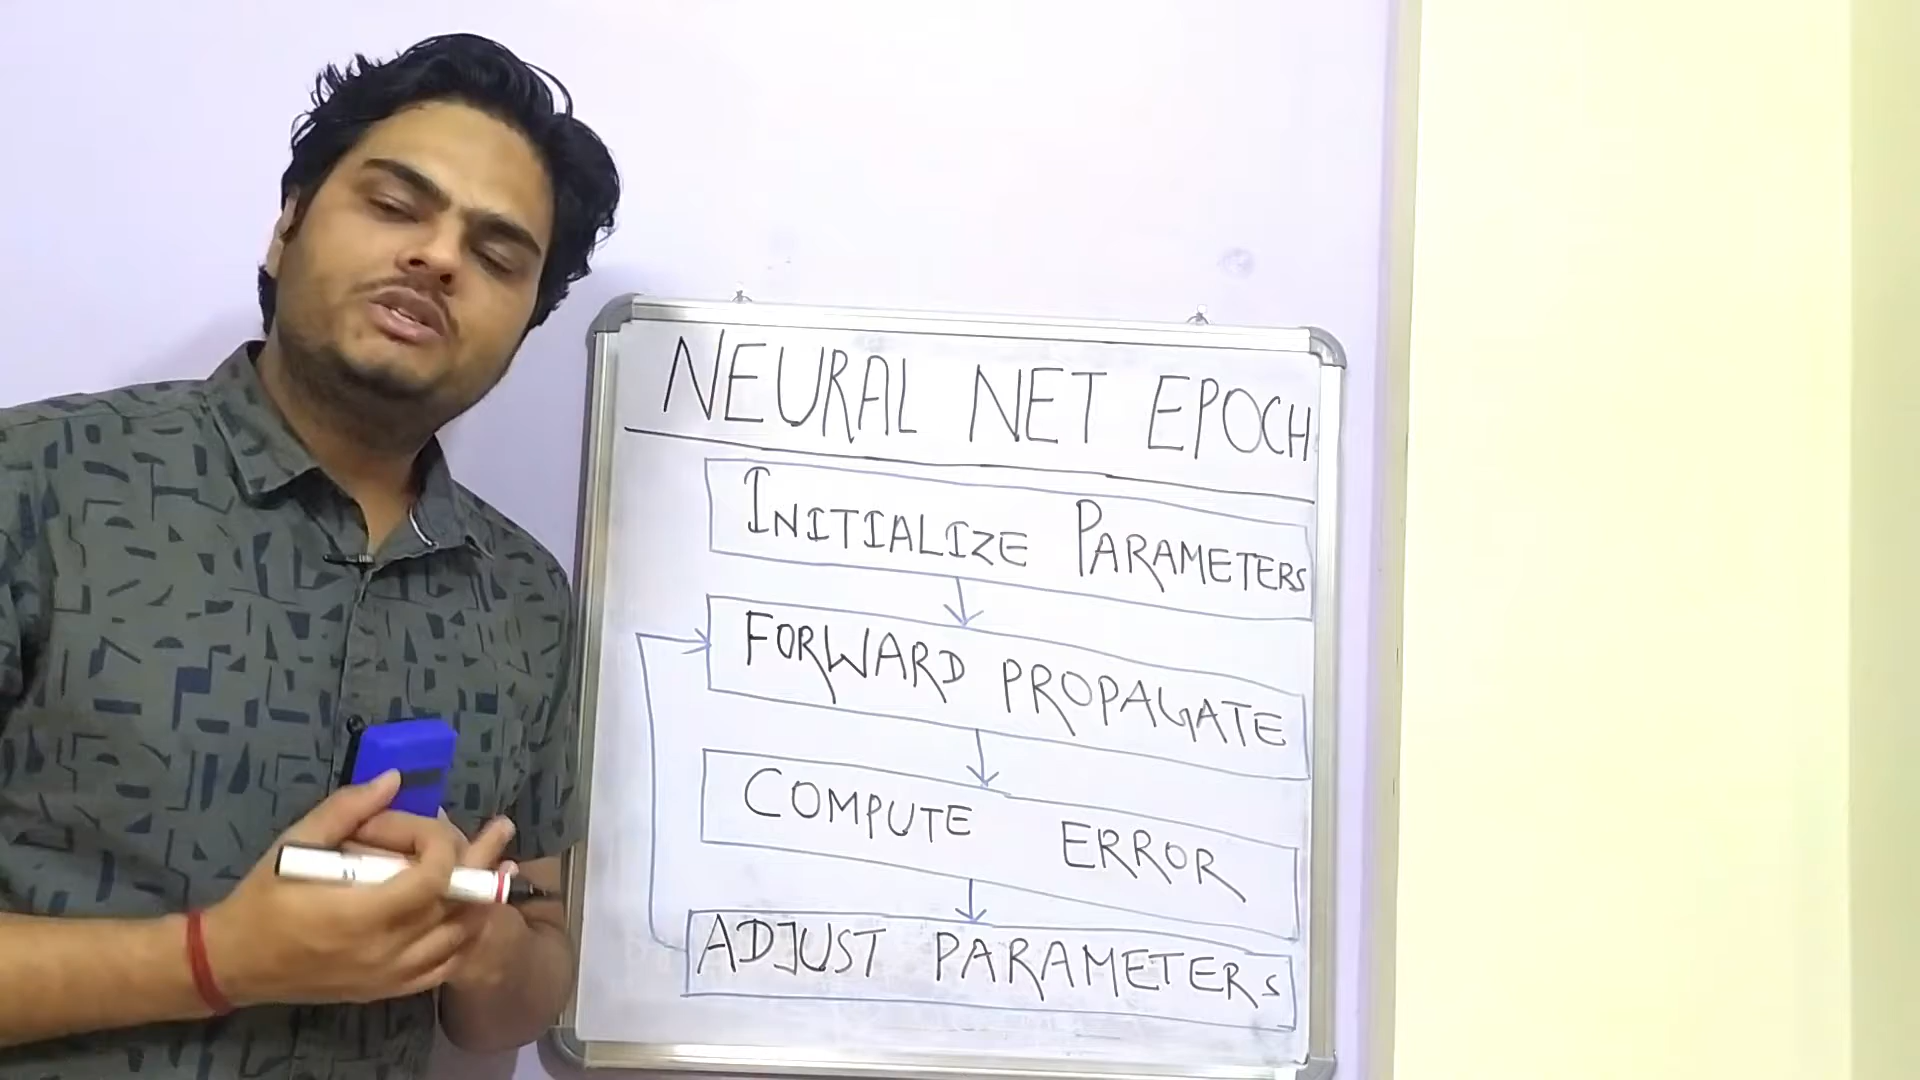 NEURAL NET EPOCH
INITIALIZE PARAMETERS
FORWARD PROPAGATE
COMPUTE ERROR
ADJUST PARAMETERS